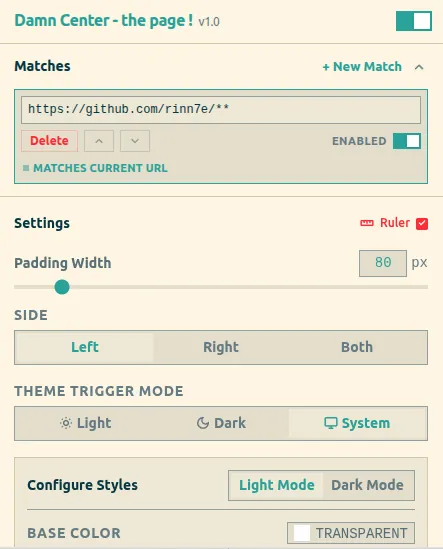 Damn Center - the page! v1.0
Matches + New Match
https://github.com/rinn7e/**
Delete ENABLED
MATCHES CURRENT URL
Settings Ruler
Padding Width 80 px
SIDE
Left Right Both
THEME TRIGGER MODE
Light Dark System
Configure Styles Light Mode Dark Mode
BASE COLOR TRANSPARENT